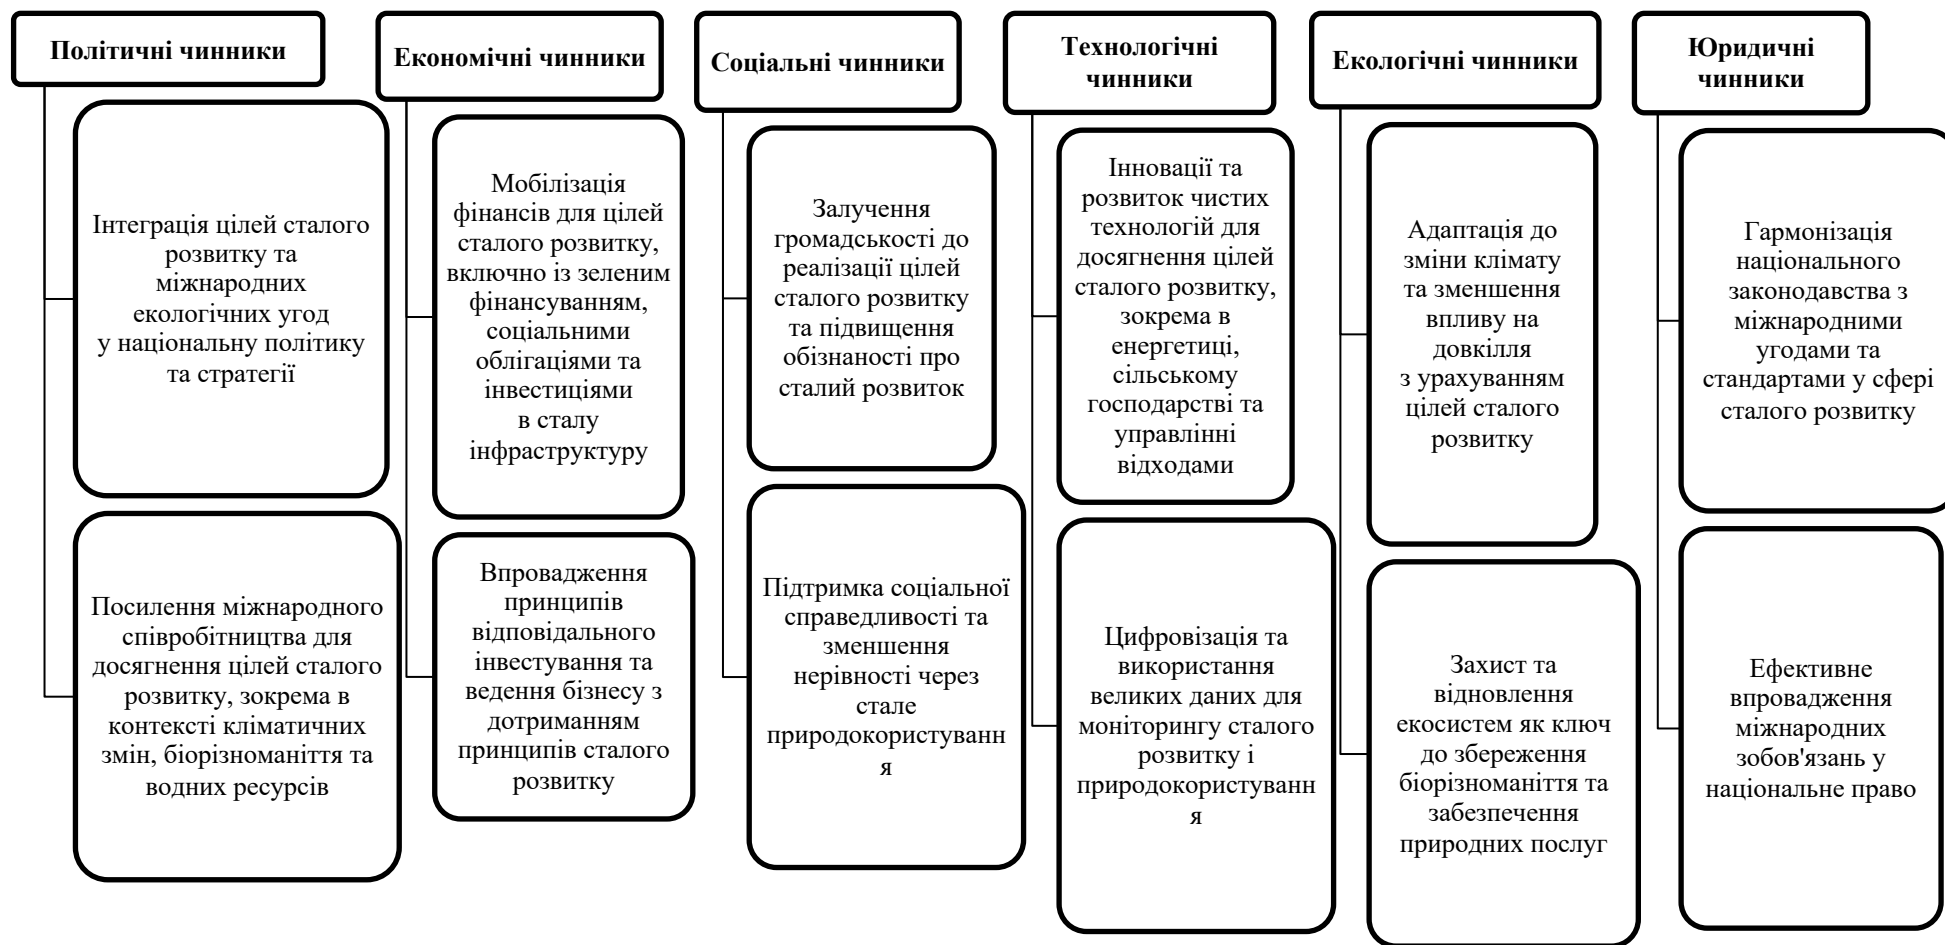 Політичні чинники
Інтеграція цілей сталого
розвитку та
міжнародних
екологічних угод
у національну політику
та стратегії
Посилення міжнародного
співробітництва для
досягнення цілей сталого
розвитку, зокрема в
контексті кліматичних
змін, біорізноманіття та
водних ресурсів
Економічні чинники
Мобілізація
фінансів для цілей
сталого розвитку,
включно із зеленим
фінансуванням,
соціальними
облігаціями та
інвестиціями
в сталу
інфраструктуру
Впровадження
принципів
відповідального
інвестування та
ведення бізнесу з
дотриманням
принципів сталого
розвитку
Соціальні чинники
Залучення
громадськості до
реалізації цілей
сталого розвитку
та підвищення
обізнаності про
сталий розвиток
Підтримка соціальної
справедливості та
зменшення
нерівності через
стале
природокористуванн
я
Технологічні
чинники
Інновації та
розвиток чистих
технологій для
досягнення цілей
сталого розвитку,
зокрема в
енергетиці,
сільському
господарстві та
управлінні
відходами
Цифровізація та
використання
великих даних для
моніторингу сталого
розвитку і
природокористуванн
я
Екологічні чинники
Адаптація до
зміни клімату
та зменшення
впливу на
довкілля
з урахуванням
цілей сталого
розвитку
Захист та
відновлення
екосистем як ключ
до збереження
біорізноманіття та
забезпечення
природних послуг
Юридичні
чинники
Гармонізація
національного
законодавства з
міжнародними
угодами та
стандартами у сфері
сталого розвитку
Ефективне
впровадження
міжнародних
зобов'язань у
національне право